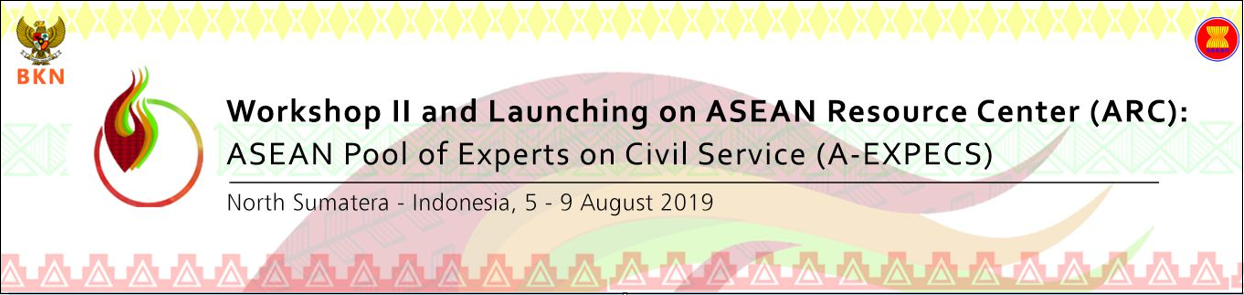 BKN
asean
Workshop II and Launching on ASEAN Resource Center (ARC):
ASEAN Pool of Experts on Civil Service (A-EXPECS)
North Sumatera - Indonesia, 5 - 9 August 2019